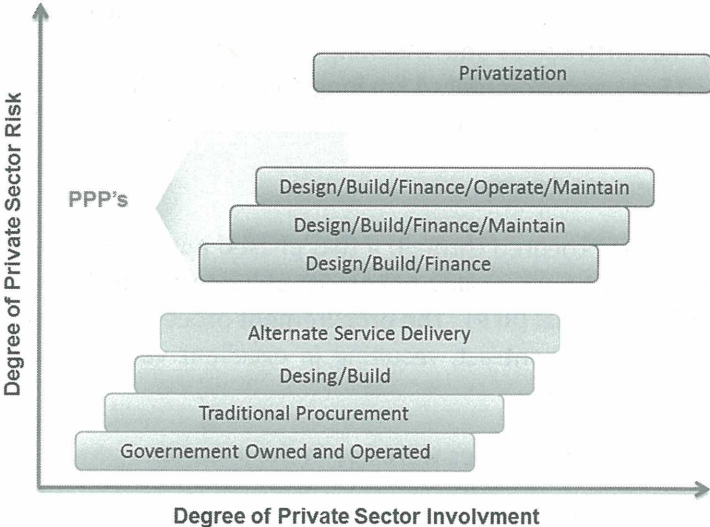 Degree of Private Sector Risk
Privatization
PPP's
Design/Build/Finance/Operate/Maintain
Design/Build/Finance/Maintain
Design/Build/Finance
Alternate Service Delivery
Desing/Build
Traditional Procurement
Governement Owned and Operated
Degree of Private Sector Involvment